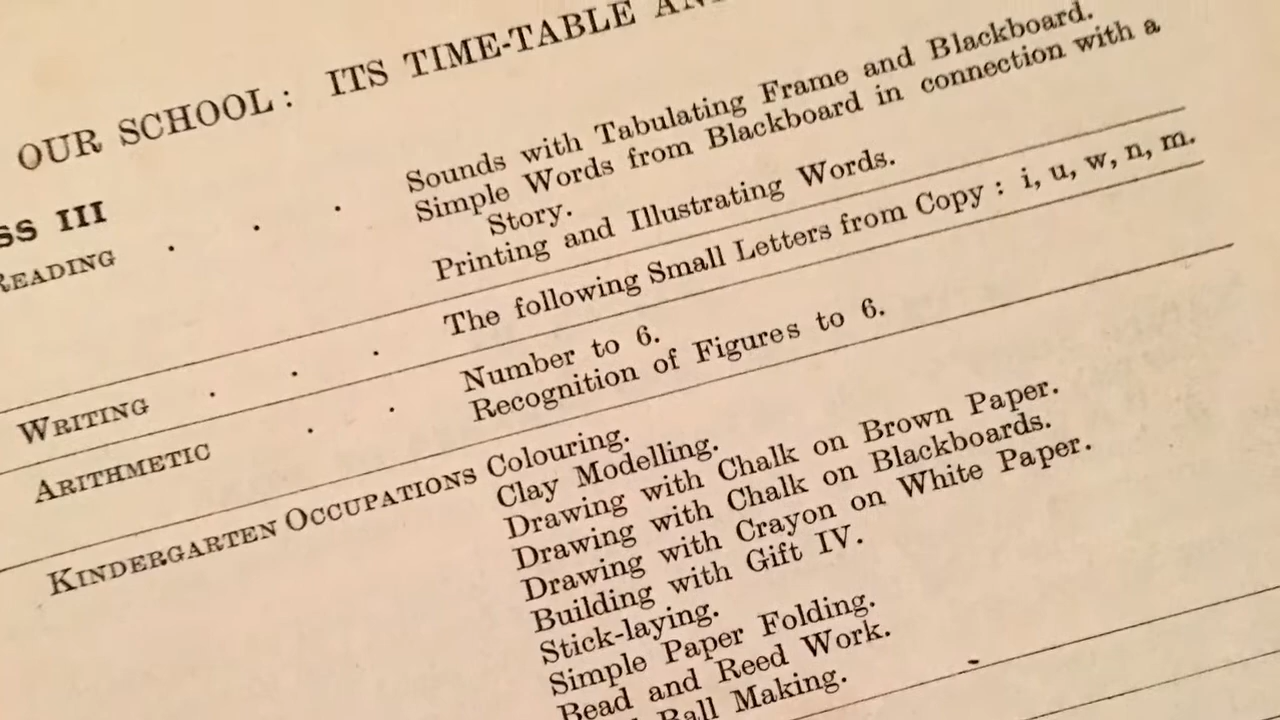 OUR SCHOOL: ITS TIME-TABLE
III
READING . . . Sounds with Tabulating Frame and Blackboard.
Simple Words from Blackboard in connection with a
Story.
Printing and Illustrating Words.
WRITING . . . The following Small Letters from Copy : i, u, w, n, m.
ARITHMETIC . . Number to 6.
Recognition of Figures to 6.
KINDERGARTEN OCCUPATIONS Colouring.
Clay Modelling.
Drawing with Chalk on Brown Paper.
Drawing with Chalk on Blackboards.
Drawing with Crayon on White Paper.
Building with Gift IV.
Stick-laying.
Simple Paper Folding.
Bead and Reed Work.
Ball Making.